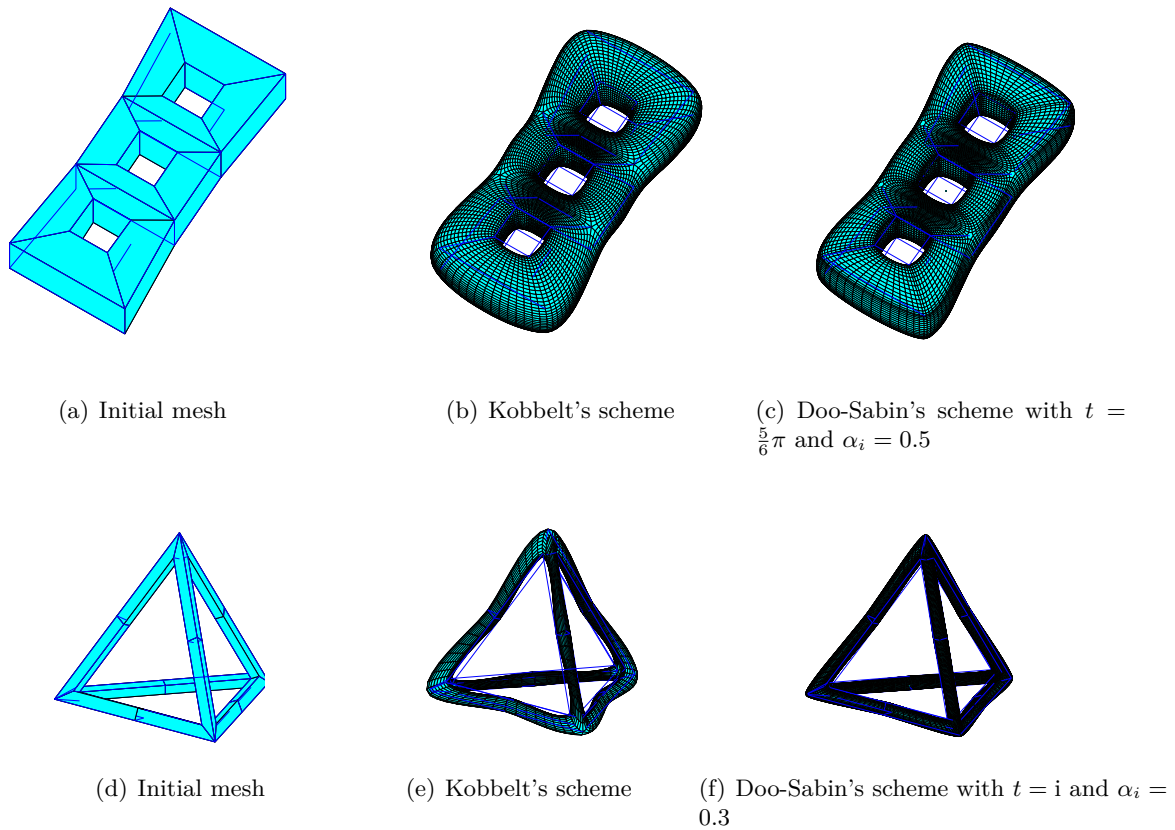 (a) Initial mesh
(b) Kobbelt's scheme
(c) Doo-Sabin's scheme with t =
5/6 π and αi = 0.5
(d) Initial mesh
(e) Kobbelt's scheme
(f) Doo-Sabin's scheme with t = i and αi =
0.3